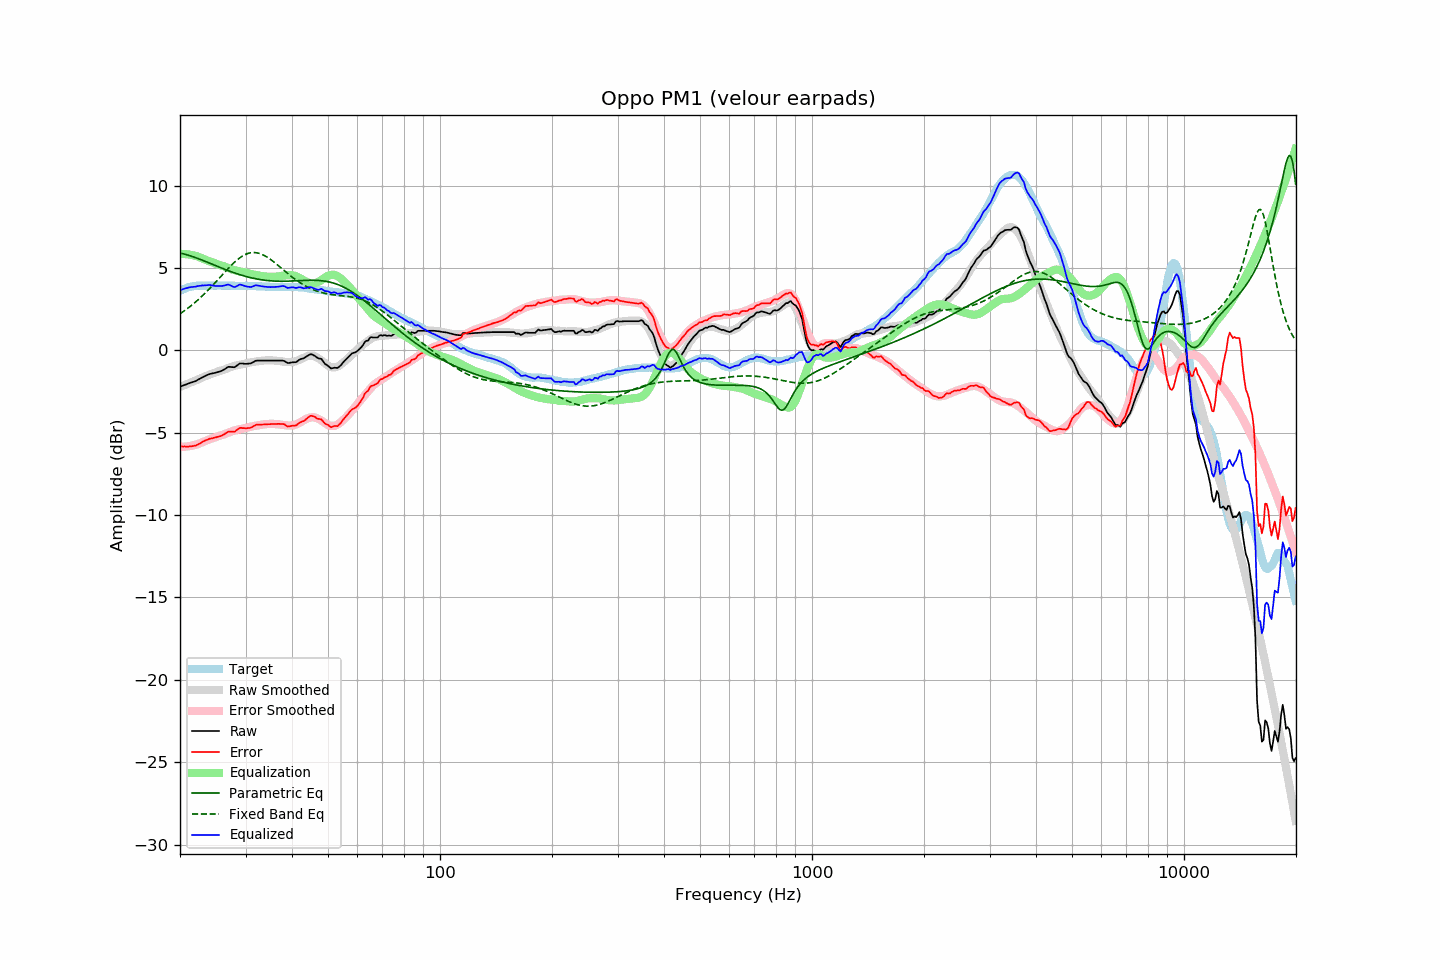 Oppo PM1 (velour earpads)
Amplitude (dBr)
10
5
0
−5
−10
−15
−20
−25
−30
Target
Raw Smoothed
Error Smoothed
Raw
Error
Equalization
Parametric Eq
Fixed Band Eq
Equalized
100 1000 10000
Frequency (Hz)